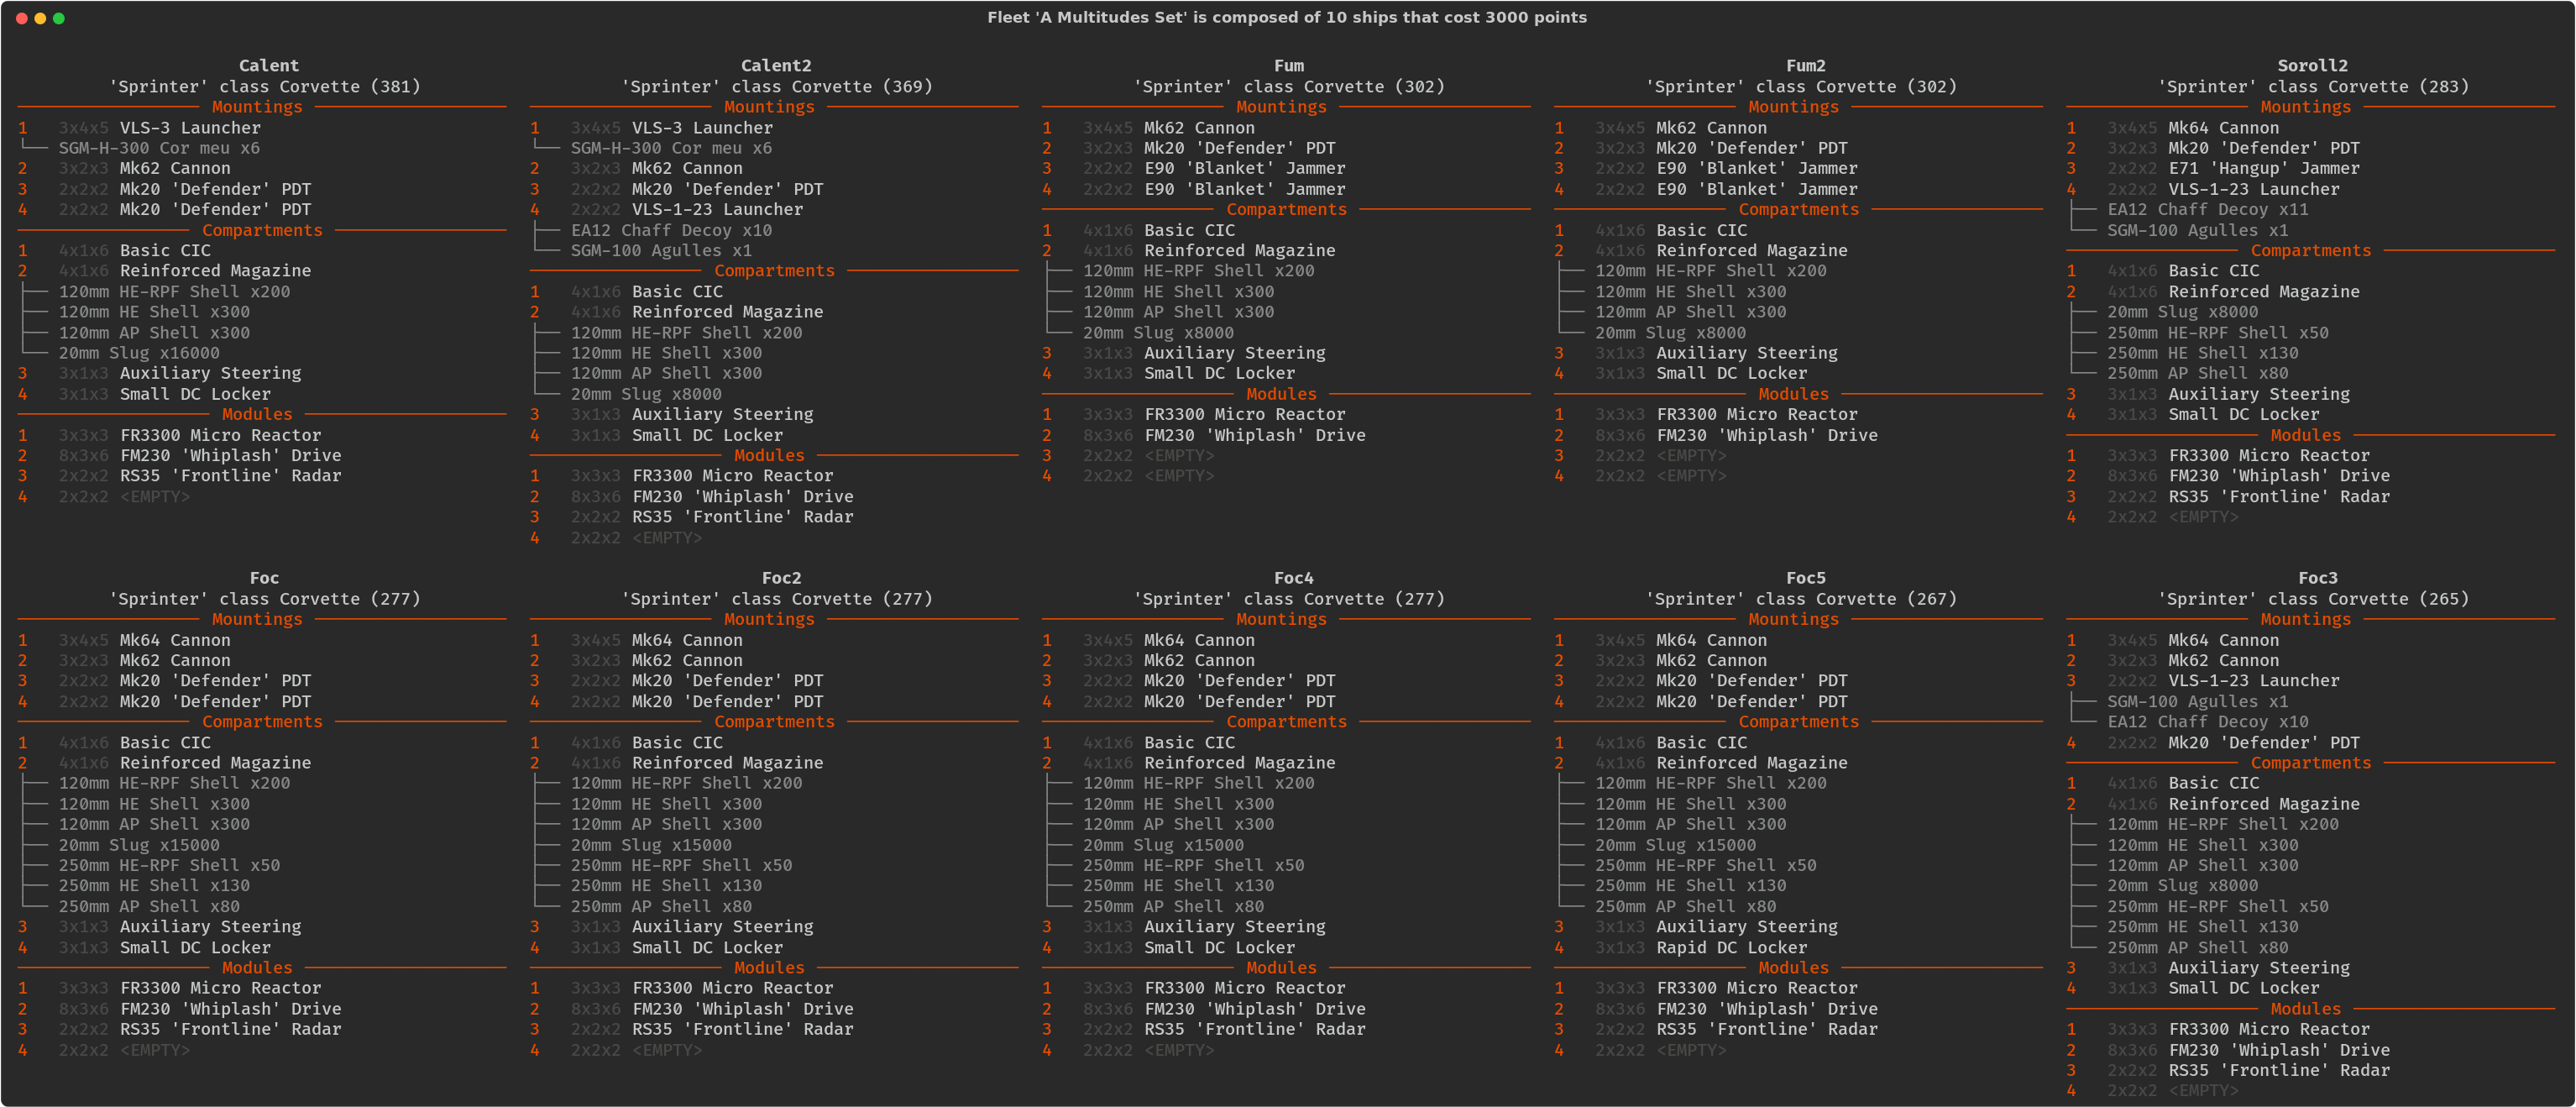 Fleet 'A Multitudes Set' is composed of 10 ships that cost 3000 points
Calent
'Sprinter' class Corvette (381)
Mountings
1 3x4x5 VLS-3 Launcher
SGM-H-300 Cor meu x6
2 3x2x3 Mk62 Cannon
3 2x2x2 Mk20 'Defender' PDT
4 2x2x2 Mk20 'Defender' PDT
Compartments
1 4x1x6 Basic CIC
2 4x1x6 Reinforced Magazine
120mm HE-RPF Shell x200
120mm HE Shell x300
120mm AP Shell x300
20mm Slug x16000
3 3x1x3 Auxiliary Steering
4 3x1x3 Small DC Locker
Modules
1 3x3x3 FR3300 Micro Reactor
2 8x3x6 FM230 'Whiplash' Drive
3 2x2x2 RS35 'Frontline' Radar
4 2x2x2 <EMPTY>
Calent2
'Sprinter' class Corvette (369)
Mountings
1 3x4x5 VLS-3 Launcher
SGM-H-300 Cor meu x6
2 3x2x3 Mk62 Cannon
3 2x2x2 Mk20 'Defender' PDT
4 2x2x2 VLS-1-23 Launcher
EA12 Chaff Decoy x10
SGM-100 Agulles x1
Compartments
1 4x1x6 Basic CIC
2 4x1x6 Reinforced Magazine
120mm HE-RPF Shell x200
120mm HE Shell x300
120mm AP Shell x300
20mm Slug x8000
3 3x1x3 Auxiliary Steering
4 3x1x3 Small DC Locker
Modules
1 3x3x3 FR3300 Micro Reactor
2 8x3x6 FM230 'Whiplash' Drive
3 2x2x2 RS35 'Frontline' Radar
4 2x2x2 <EMPTY>
Fum
'Sprinter' class Corvette (302)
Mountings
1 3x4x5 Mk62 Cannon
2 3x2x3 Mk20 'Defender' PDT
3 2x2x2 E90 'Blanket' Jammer
4 2x2x2 E90 'Blanket' Jammer
Compartments
1 4x1x6 Basic CIC
2 4x1x6 Reinforced Magazine
120mm HE-RPF Shell x200
120mm HE Shell x300
120mm AP Shell x300
20mm Slug x8000
3 3x1x3 Auxiliary Steering
4 3x1x3 Small DC Locker
Modules
1 3x3x3 FR3300 Micro Reactor
2 8x3x6 FM230 'Whiplash' Drive
3 2x2x2 <EMPTY>
4 2x2x2 <EMPTY>
Fum2
'Sprinter' class Corvette (302)
Mountings
1 3x4x5 Mk62 Cannon
2 3x2x3 Mk20 'Defender' PDT
3 2x2x2 E90 'Blanket' Jammer
4 2x2x2 E90 'Blanket' Jammer
Compartments
1 4x1x6 Basic CIC
2 4x1x6 Reinforced Magazine
120mm HE-RPF Shell x200
120mm HE Shell x300
120mm AP Shell x300
20mm Slug x8000
3 3x1x3 Auxiliary Steering
4 3x1x3 Small DC Locker
Modules
1 3x3x3 FR3300 Micro Reactor
2 8x3x6 FM230 'Whiplash' Drive
3 2x2x2 <EMPTY>
4 2x2x2 <EMPTY>
Soroll2
'Sprinter' class Corvette (283)
Mountings
1 3x4x5 Mk64 Cannon
2 3x2x3 Mk20 'Defender' PDT
3 2x2x2 E71 'Hangup' Jammer
4 2x2x2 VLS-1-23 Launcher
EA12 Chaff Decoy x11
SGM-100 Agulles x1
Compartments
1 4x1x6 Basic CIC
2 4x1x6 Reinforced Magazine
20mm Slug x8000
250mm HE-RPF Shell x50
250mm HE Shell x130
250mm AP Shell x80
3 3x1x3 Auxiliary Steering
4 3x1x3 Small DC Locker
Modules
1 3x3x3 FR3300 Micro Reactor
2 8x3x6 FM230 'Whiplash' Drive
3 2x2x2 RS35 'Frontline' Radar
4 2x2x2 <EMPTY>
Foc
'Sprinter' class Corvette (277)
Mountings
1 3x4x5 Mk64 Cannon
2 3x2x3 Mk62 Cannon
3 2x2x2 Mk20 'Defender' PDT
4 2x2x2 Mk20 'Defender' PDT
Compartments
1 4x1x6 Basic CIC
2 4x1x6 Reinforced Magazine
120mm HE-RPF Shell x200
120mm HE Shell x300
120mm AP Shell x300
20mm Slug x15000
250mm HE-RPF Shell x50
250mm HE Shell x130
250mm AP Shell x80
3 3x1x3 Auxiliary Steering
4 3x1x3 Small DC Locker
Modules
1 3x3x3 FR3300 Micro Reactor
2 8x3x6 FM230 'Whiplash' Drive
3 2x2x2 RS35 'Frontline' Radar
4 2x2x2 <EMPTY>
Foc2
'Sprinter' class Corvette (277)
Mountings
1 3x4x5 Mk64 Cannon
2 3x2x3 Mk62 Cannon
3 2x2x2 Mk20 'Defender' PDT
4 2x2x2 Mk20 'Defender' PDT
Compartments
1 4x1x6 Basic CIC
2 4x1x6 Reinforced Magazine
120mm HE-RPF Shell x200
120mm HE Shell x300
120mm AP Shell x300
20mm Slug x15000
250mm HE-RPF Shell x50
250mm HE Shell x130
250mm AP Shell x80
3 3x1x3 Auxiliary Steering
4 3x1x3 Small DC Locker
Modules
1 3x3x3 FR3300 Micro Reactor
2 8x3x6 FM230 'Whiplash' Drive
3 2x2x2 RS35 'Frontline' Radar
4 2x2x2 <EMPTY>
Foc4
'Sprinter' class Corvette (277)
Mountings
1 3x4x5 Mk64 Cannon
2 3x2x3 Mk62 Cannon
3 2x2x2 Mk20 'Defender' PDT
4 2x2x2 Mk20 'Defender' PDT
Compartments
1 4x1x6 Basic CIC
2 4x1x6 Reinforced Magazine
120mm HE-RPF Shell x200
120mm HE Shell x300
120mm AP Shell x300
20mm Slug x15000
250mm HE-RPF Shell x50
250mm HE Shell x130
250mm AP Shell x80
3 3x1x3 Auxiliary Steering
4 3x1x3 Small DC Locker
Modules
1 3x3x3 FR3300 Micro Reactor
2 8x3x6 FM230 'Whiplash' Drive
3 2x2x2 RS35 'Frontline' Radar
4 2x2x2 <EMPTY>
Foc5
'Sprinter' class Corvette (267)
Mountings
1 3x4x5 Mk64 Cannon
2 3x2x3 Mk62 Cannon
3 2x2x2 Mk20 'Defender' PDT
4 2x2x2 Mk20 'Defender' PDT
Compartments
1 4x1x6 Basic CIC
2 4x1x6 Reinforced Magazine
120mm HE-RPF Shell x200
120mm HE Shell x300
120mm AP Shell x300
20mm Slug x15000
250mm HE-RPF Shell x50
250mm HE Shell x130
250mm AP Shell x80
3 3x1x3 Auxiliary Steering
4 3x1x3 Rapid DC Locker
Modules
1 3x3x3 FR3300 Micro Reactor
2 8x3x6 FM230 'Whiplash' Drive
3 2x2x2 RS35 'Frontline' Radar
4 2x2x2 <EMPTY>
Foc3
'Sprinter' class Corvette (265)
Mountings
1 3x4x5 Mk64 Cannon
2 3x2x3 Mk62 Cannon
3 2x2x2 VLS-1-23 Launcher
SGM-100 Agulles x1
EA12 Chaff Decoy x10
4 2x2x2 Mk20 'Defender' PDT
Compartments
1 4x1x6 Basic CIC
2 4x1x6 Reinforced Magazine
120mm HE-RPF Shell x200
120mm HE Shell x300
120mm AP Shell x300
20mm Slug x8000
250mm HE-RPF Shell x50
250mm HE Shell x130
250mm AP Shell x80
3 3x1x3 Auxiliary Steering
4 3x1x3 Small DC Locker
Modules
1 3x3x3 FR3300 Micro Reactor
2 8x3x6 FM230 'Whiplash' Drive
3 2x2x2 RS35 'Frontline' Radar
4 2x2x2 <EMPTY>